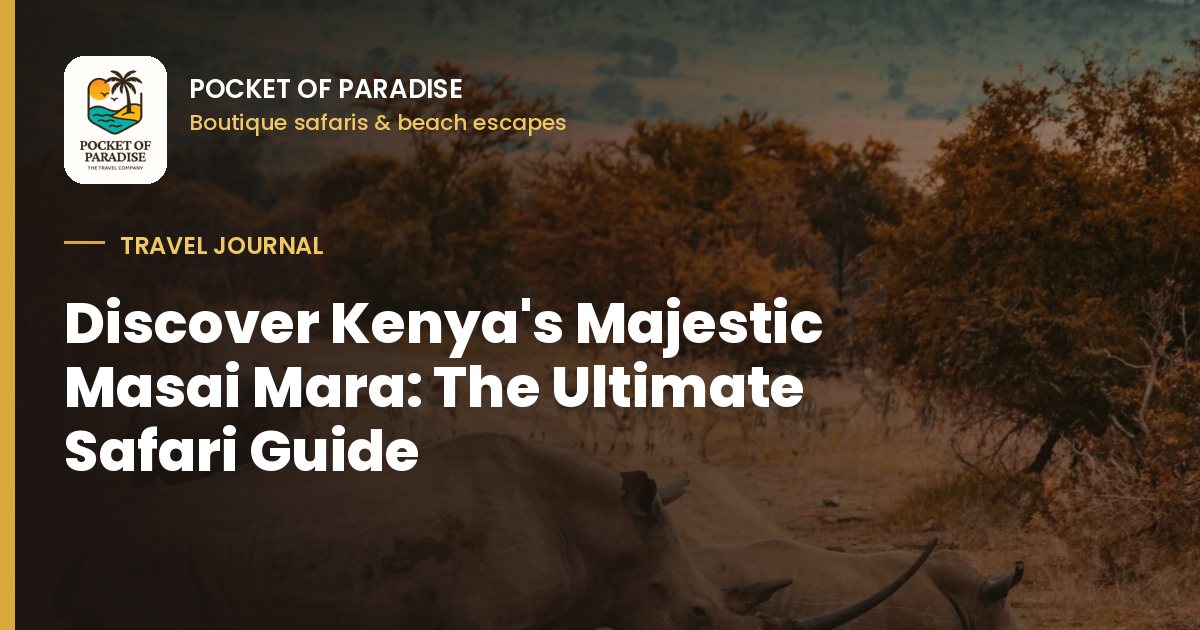 POCKET OF
PARADISE
THE TRAVEL COMPANY
POCKET OF PARADISE
Boutique safaris & beach escapes
TRAVEL JOURNAL
Discover Kenya's Majestic
Masai Mara: The Ultimate
Safari Guide